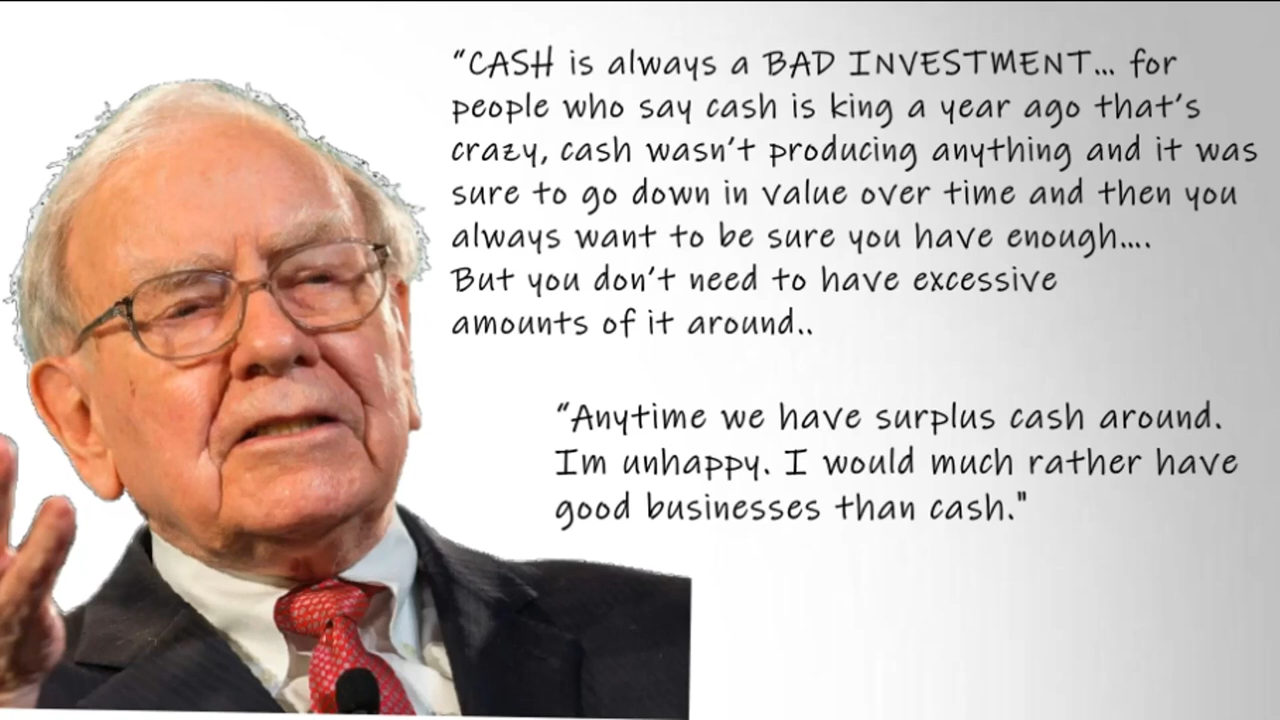 “CASH is always a BAD INVESTMENT... for
people who say cash is king a year ago that's
crazy, cash wasn't producing anything and it was
sure to go down in value over time and then you
always want to be sure you have enough....
But you don't need to have excessive
amounts of it around..
“Anytime we have surplus cash around.
Im unhappy. I would much rather have
good businesses than cash."